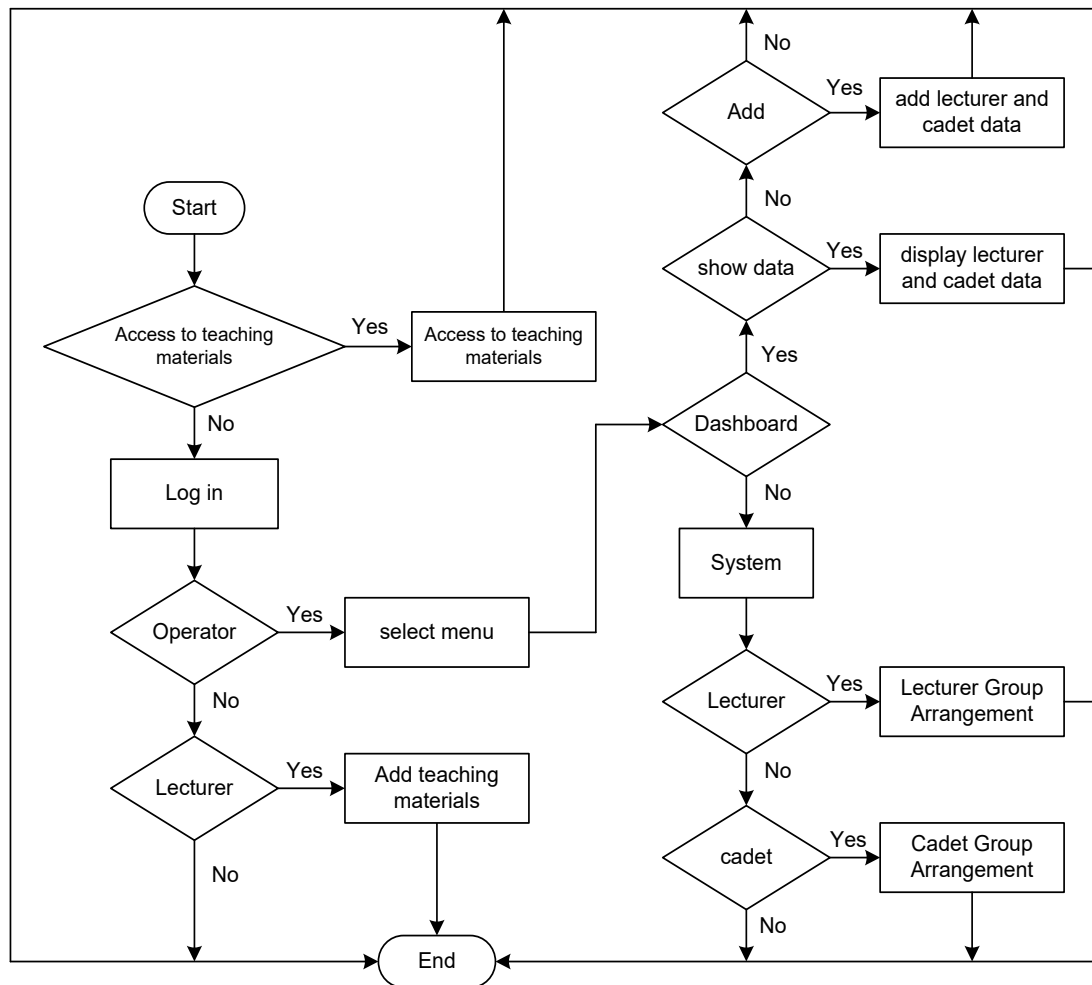 Start
Access to teaching
materials
Yes
Access to teaching
materials
No
Log in
Operator
Yes
select menu
No
Lecturer
Yes
Add teaching
materials
No
End
No
Add
Yes
add lecturer and
cadet data
No
show data
Yes
display lecturer
and cadet data
Yes
Dashboard
No
System
Lecturer
Yes
Lecturer Group
Arrangement
No
cadet
Yes
Cadet Group
Arrangement
No